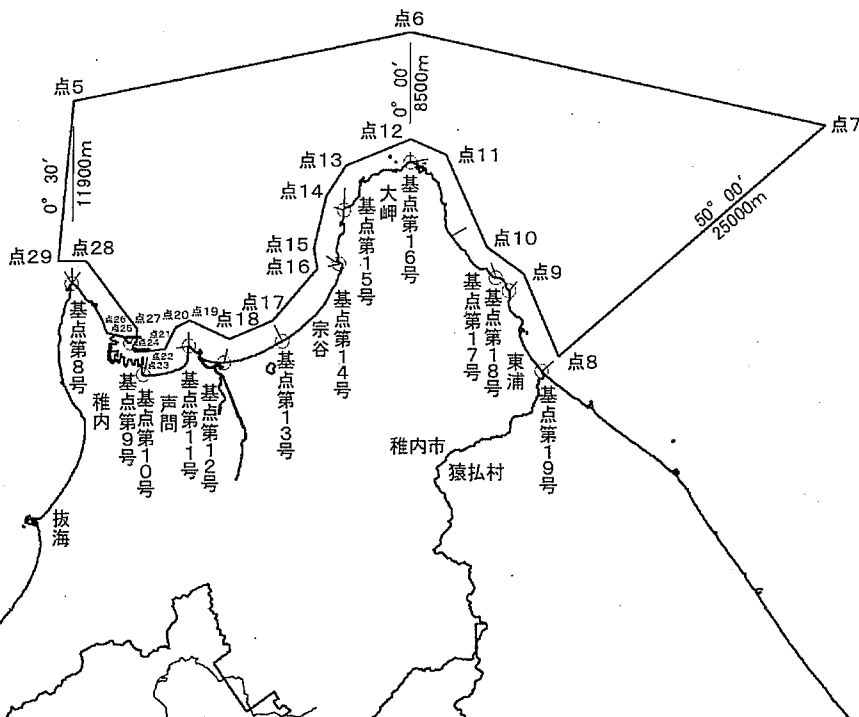 点6
点5
点7
0° 00′
8500m
0° 30′
11900m
50° 00′
25000m
点12
点13
点11
点14
大岬
基点第16号
基点第15号
点15
点16
点10
点9
点29
点28
点17
点18
点20
点19
点27
点26
点25
点21
点24
点22
点23
基点第14号
宗谷
基点第17号
基点第18号
東浦
点8
基点第8号
稚内
基点第9号
基点第10号
声問
基点第11号
基点第12号
基点第13号
基点第19号
稚内市
猿払村
抜海